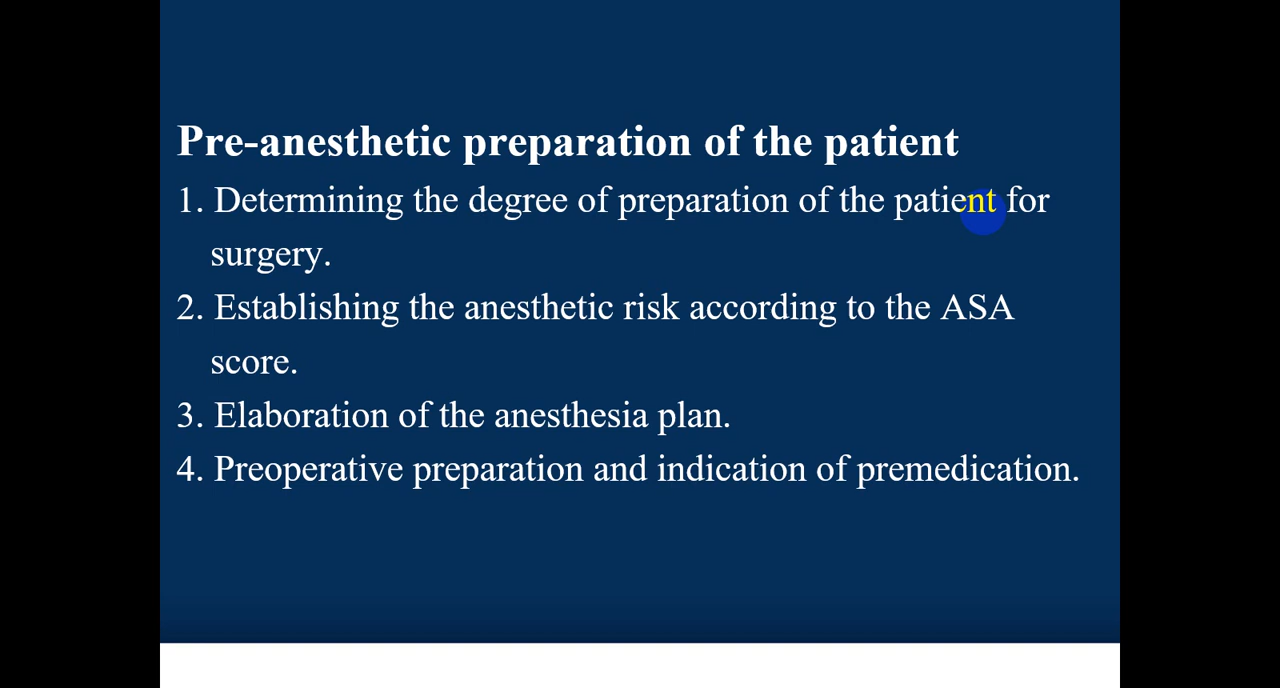 Pre-anesthetic preparation of the patient
1. Determining the degree of preparation of the patient for
surgery.
2. Establishing the anesthetic risk according to the ASA
score.
3. Elaboration of the anesthesia plan.
4. Preoperative preparation and indication of premedication.